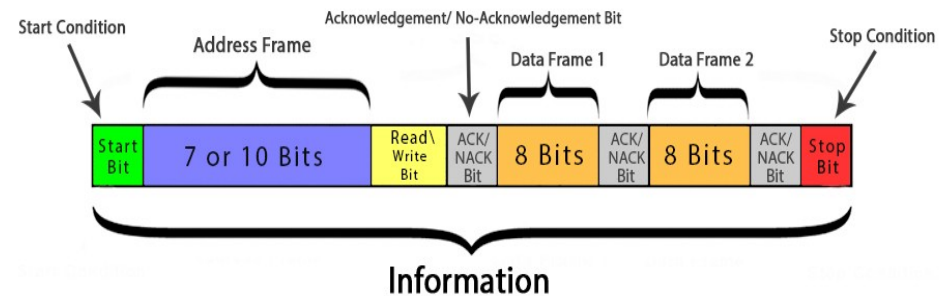 Start Condition
Address Frame
Acknowledgement/ No-Acknowledgement Bit
Data Frame 1
Data Frame 2
Stop Condition
Start
Bit
7 or 10 Bits
Read\
Write
Bit
ACK/
NACK
Bit
8 Bits
ACK/
NACK
Bit
8 Bits
ACK/
NACK
Bit
Stop
Bit
Information